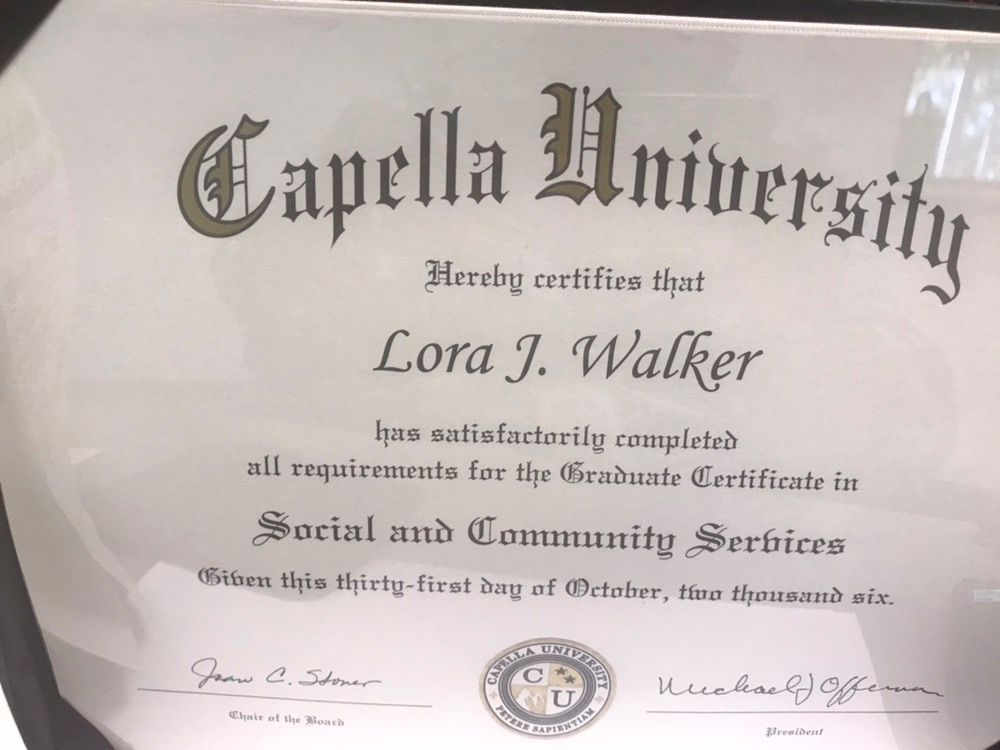 Capella University
Hereby certifies that
Lora J. Walker
has satisfactorily completed
all requirements for the Graduate Certificate in
Social and Community Services
Given this thirty-first day of October, two thousand six.
Joan C. Stoner
Chair of the Board
CAPELLA UNIVERSITY
C U
PETERE SAPIENTIAM
Michael J Offerman
President